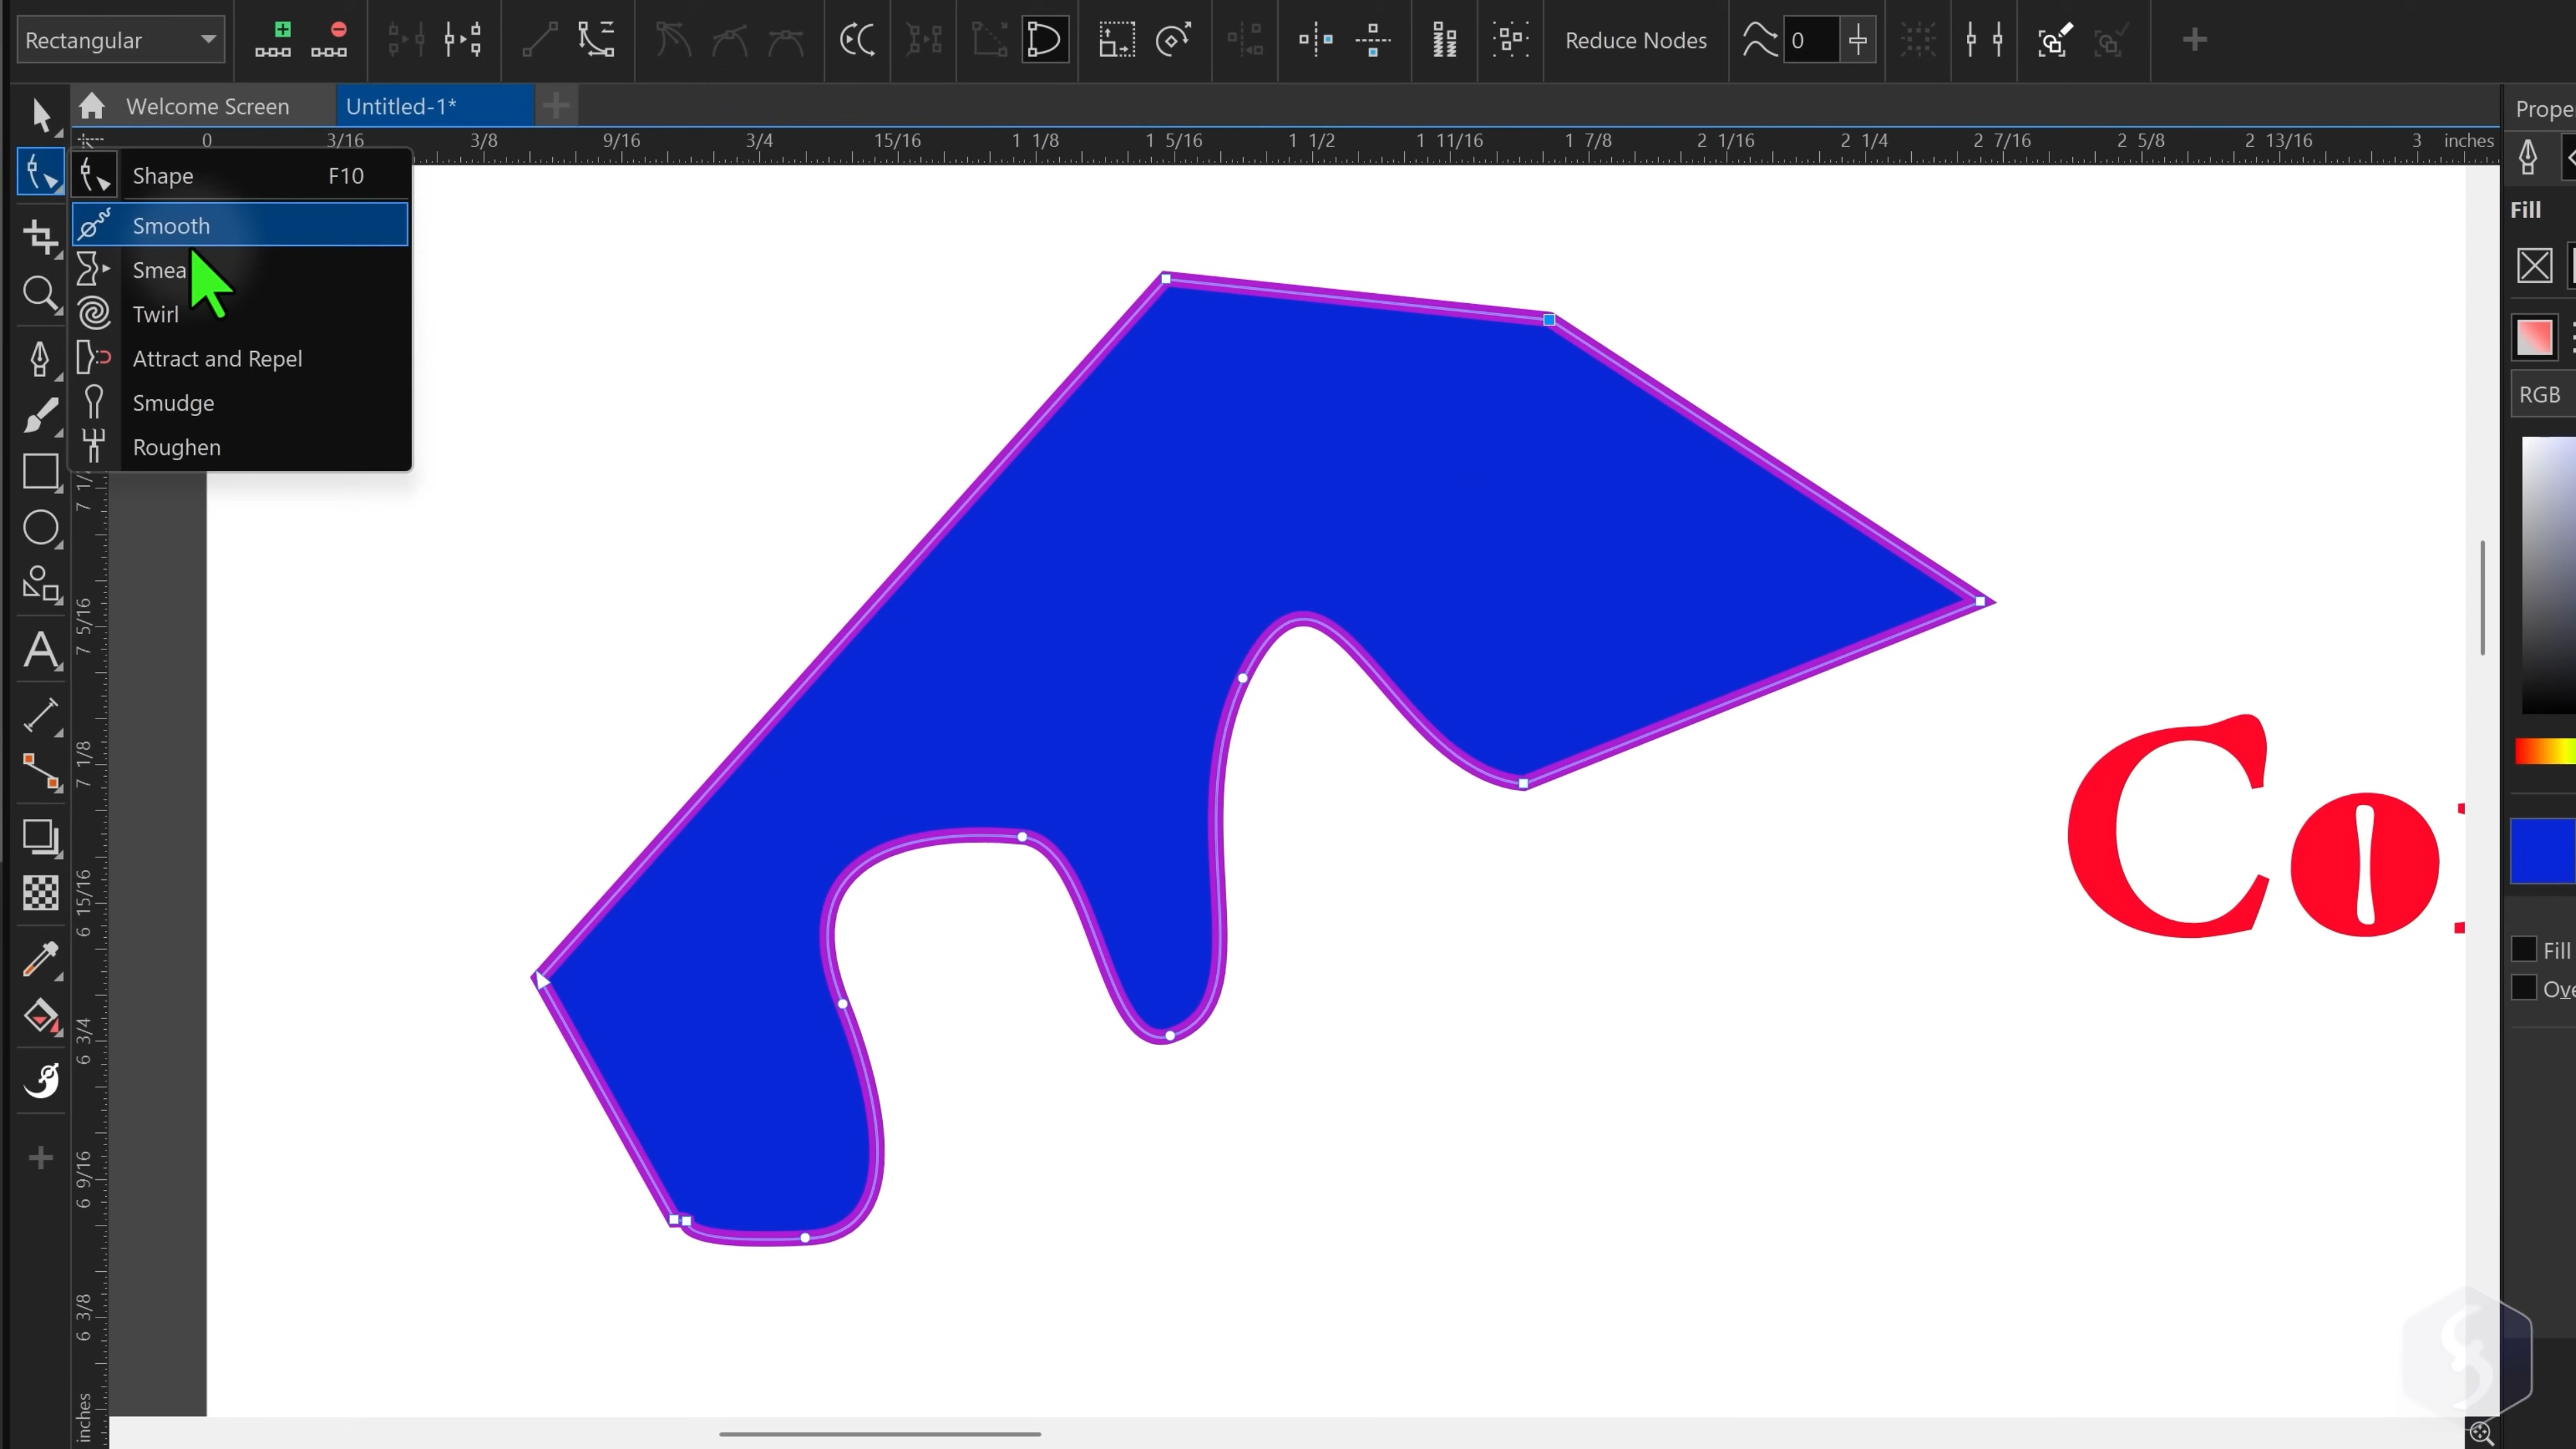 Rectangular
Reduce Nodes
0
Welcome Screen
Untitled-1*
Prope
0 3/16 3/8 9/16 3/4 15/16 1 1/8 1 5/16 1 1/2 1 11/16 1 7/8 2 1/16 2 1/4 2 7/16 2 5/8 2 13/16 3 inches
Shape F10
Smooth
Smea
Twirl
Attract and Repel
Smudge
Roughen
Fill
RGB
7 5/16
7 1/8
6 15/16
6 3/4
6 9/16
6 3/8
inches
Co
Fill
Ove